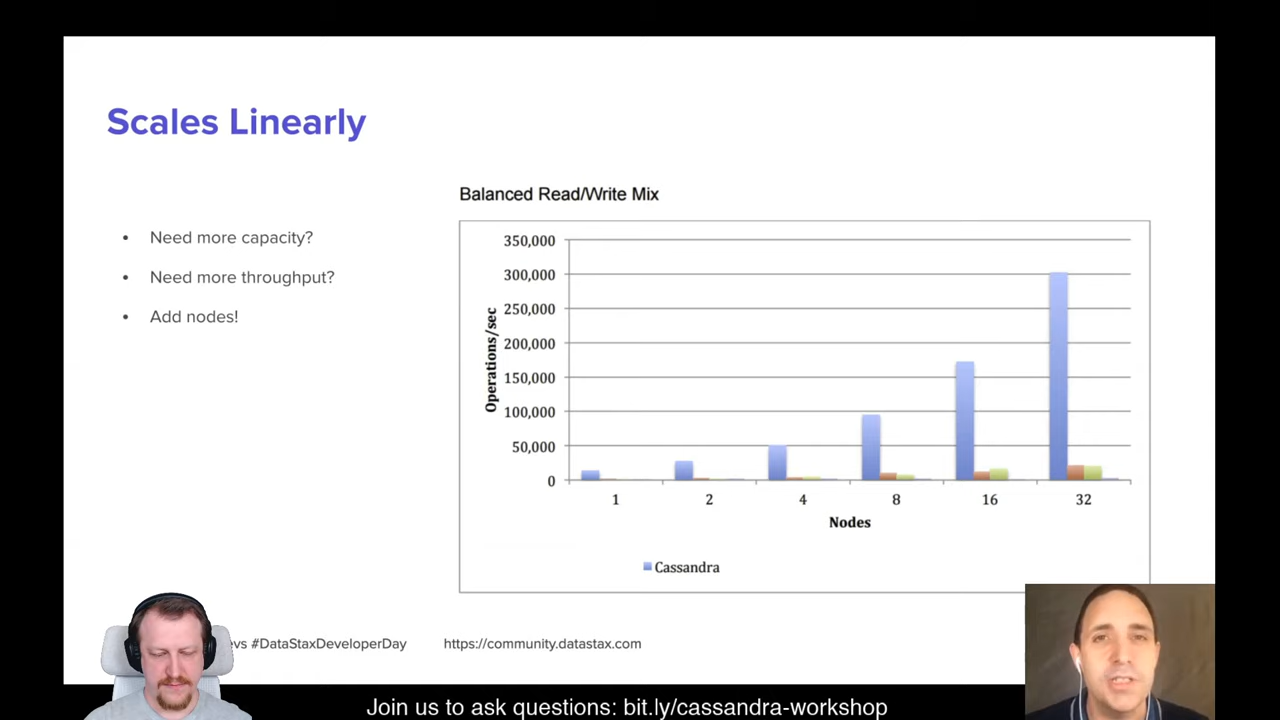 Scales Linearly
Balanced Read/Write Mix
• Need more capacity?
• Need more throughput?
• Add nodes!
350,000
300,000
250,000
200,000
150,000
100,000
50,000
0
Operations/sec
1 2 4 8 16 32
Nodes
Cassandra
#DataStaxDeveloperDay https://community.datastax.com
Join us to ask questions: bit.ly/cassandra-workshop